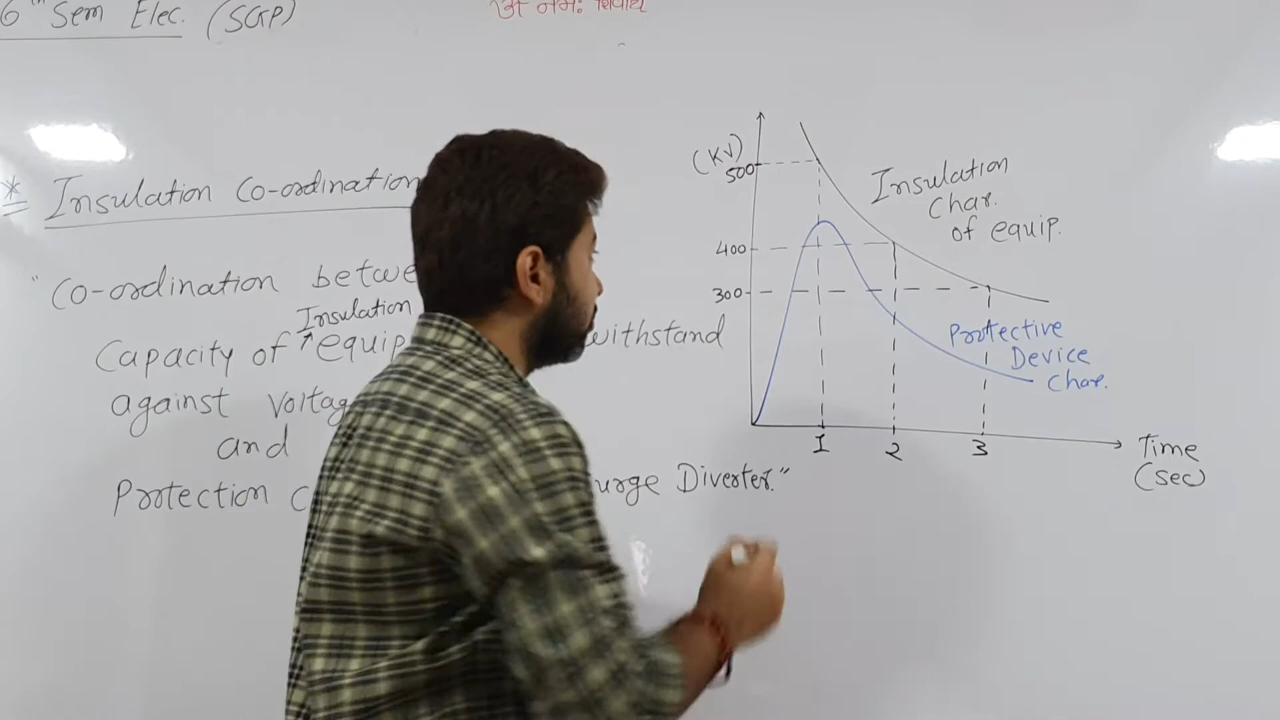 6th Sem Elec. (SGP)
ॐ नमः शिवाय
* Insulation Co-ordination
"Co-ordination betwe
Insulation
Capacity of equip withstand
against voltag
and
Protection C urge Diverter."
(KV)
500
400
300
Insulation
Char.
of equip.
Protective
Device
Char.
1 2 3
Time
(sec)